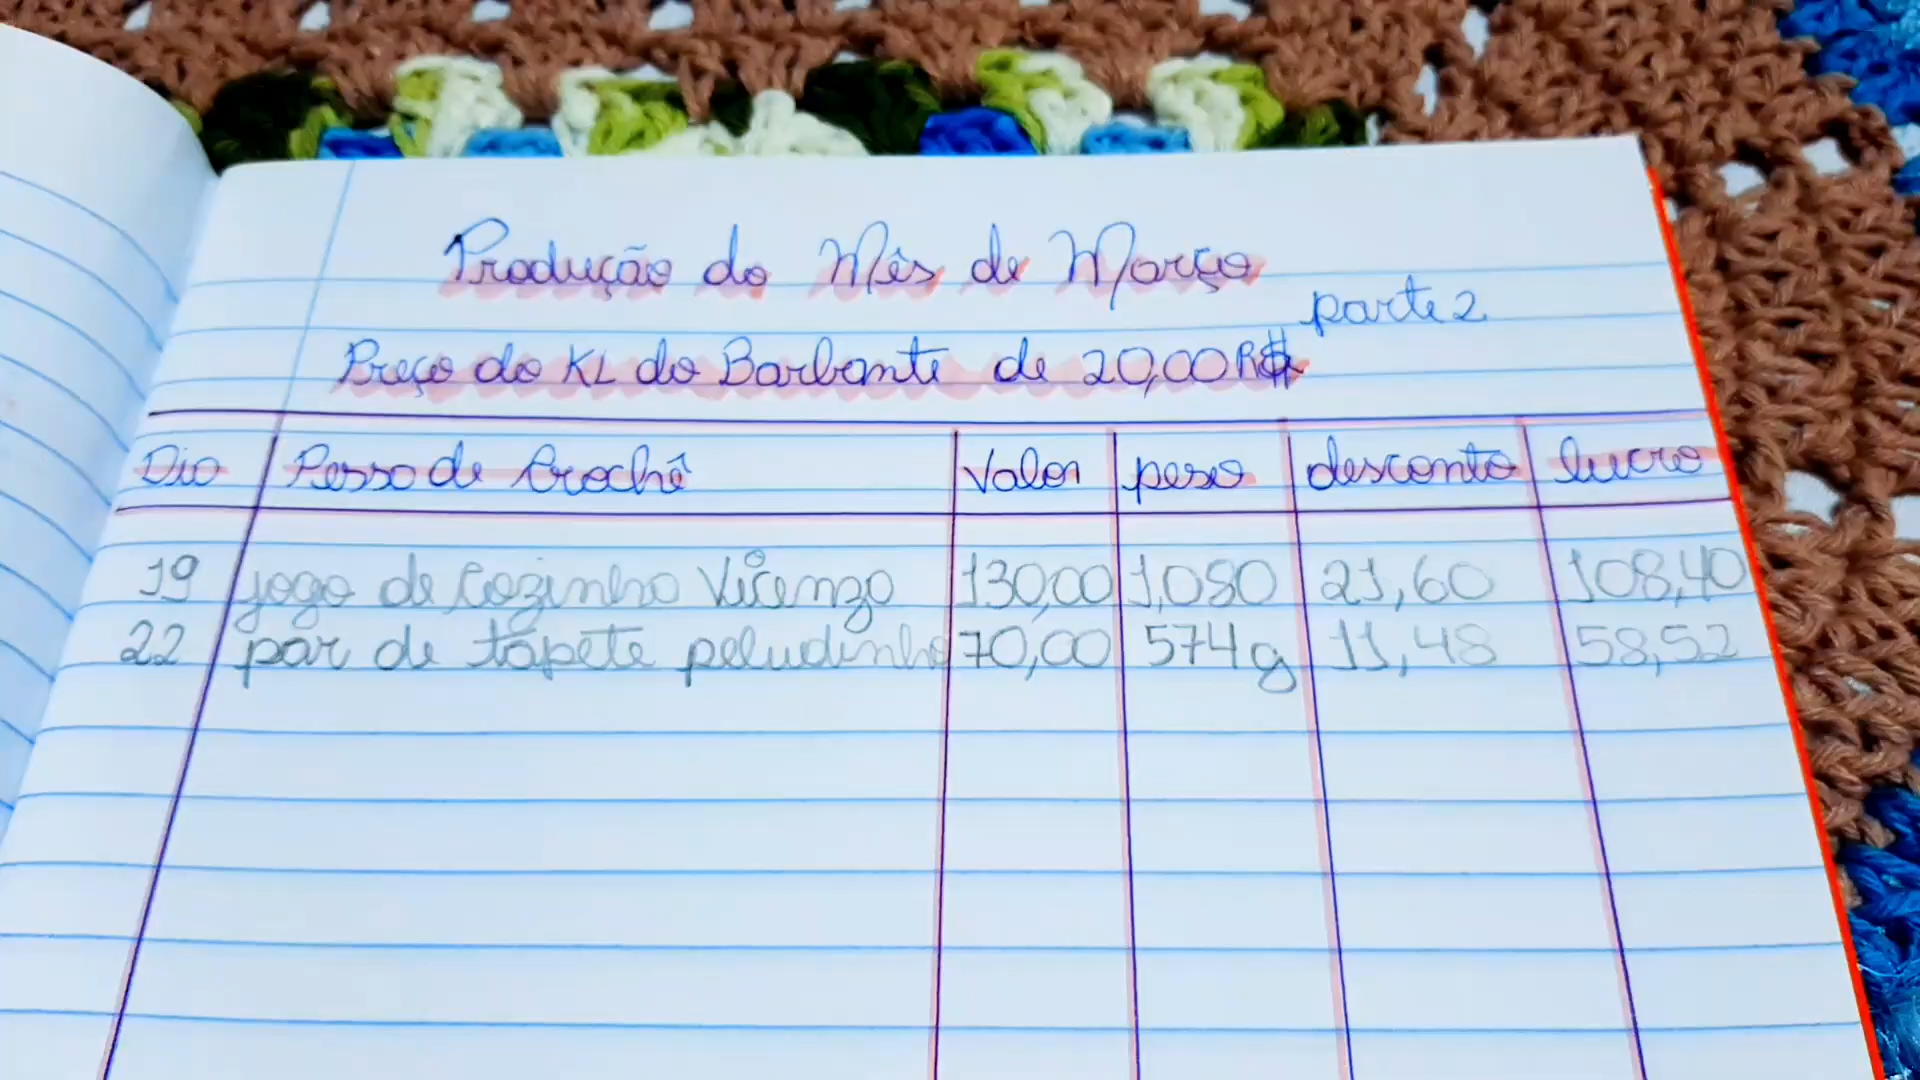 Produção do Mês de Março
parte 2
Preço do KL do Barbante de 20,00R$
Dia Pesso de Crochê Valor peso desconto lucro
19 jogo de cozinha Vicenzo 130,00 1,080 21,60 108,40
22 par de tapete peludinho 70,00 574g 11,48 58,52